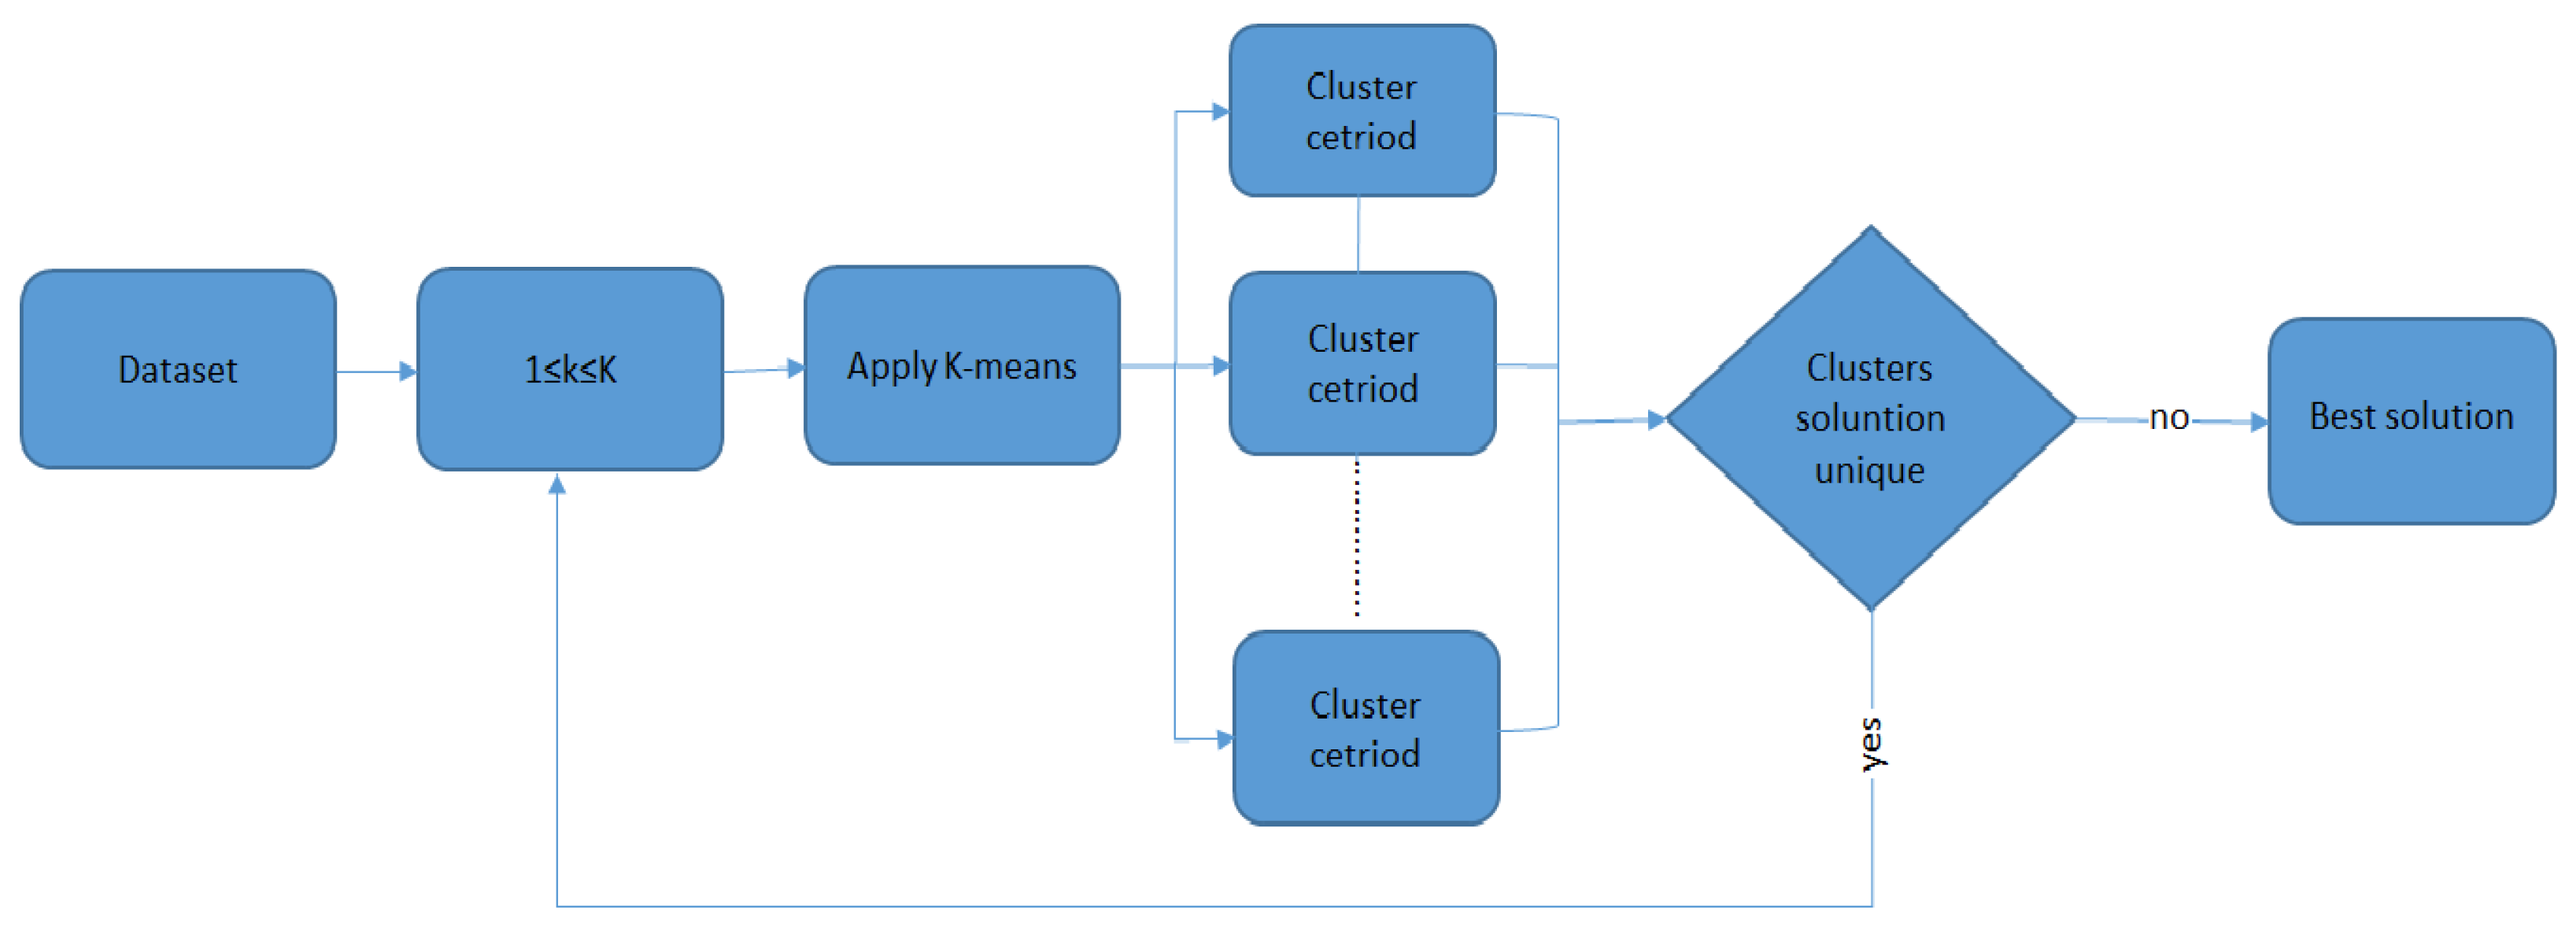 Dataset
1≤k≤K
Apply K-means
Cluster
cetriod
Cluster
cetriod
Cluster
cetriod
Clusters
soluntion
unique
no
Best solution
yes